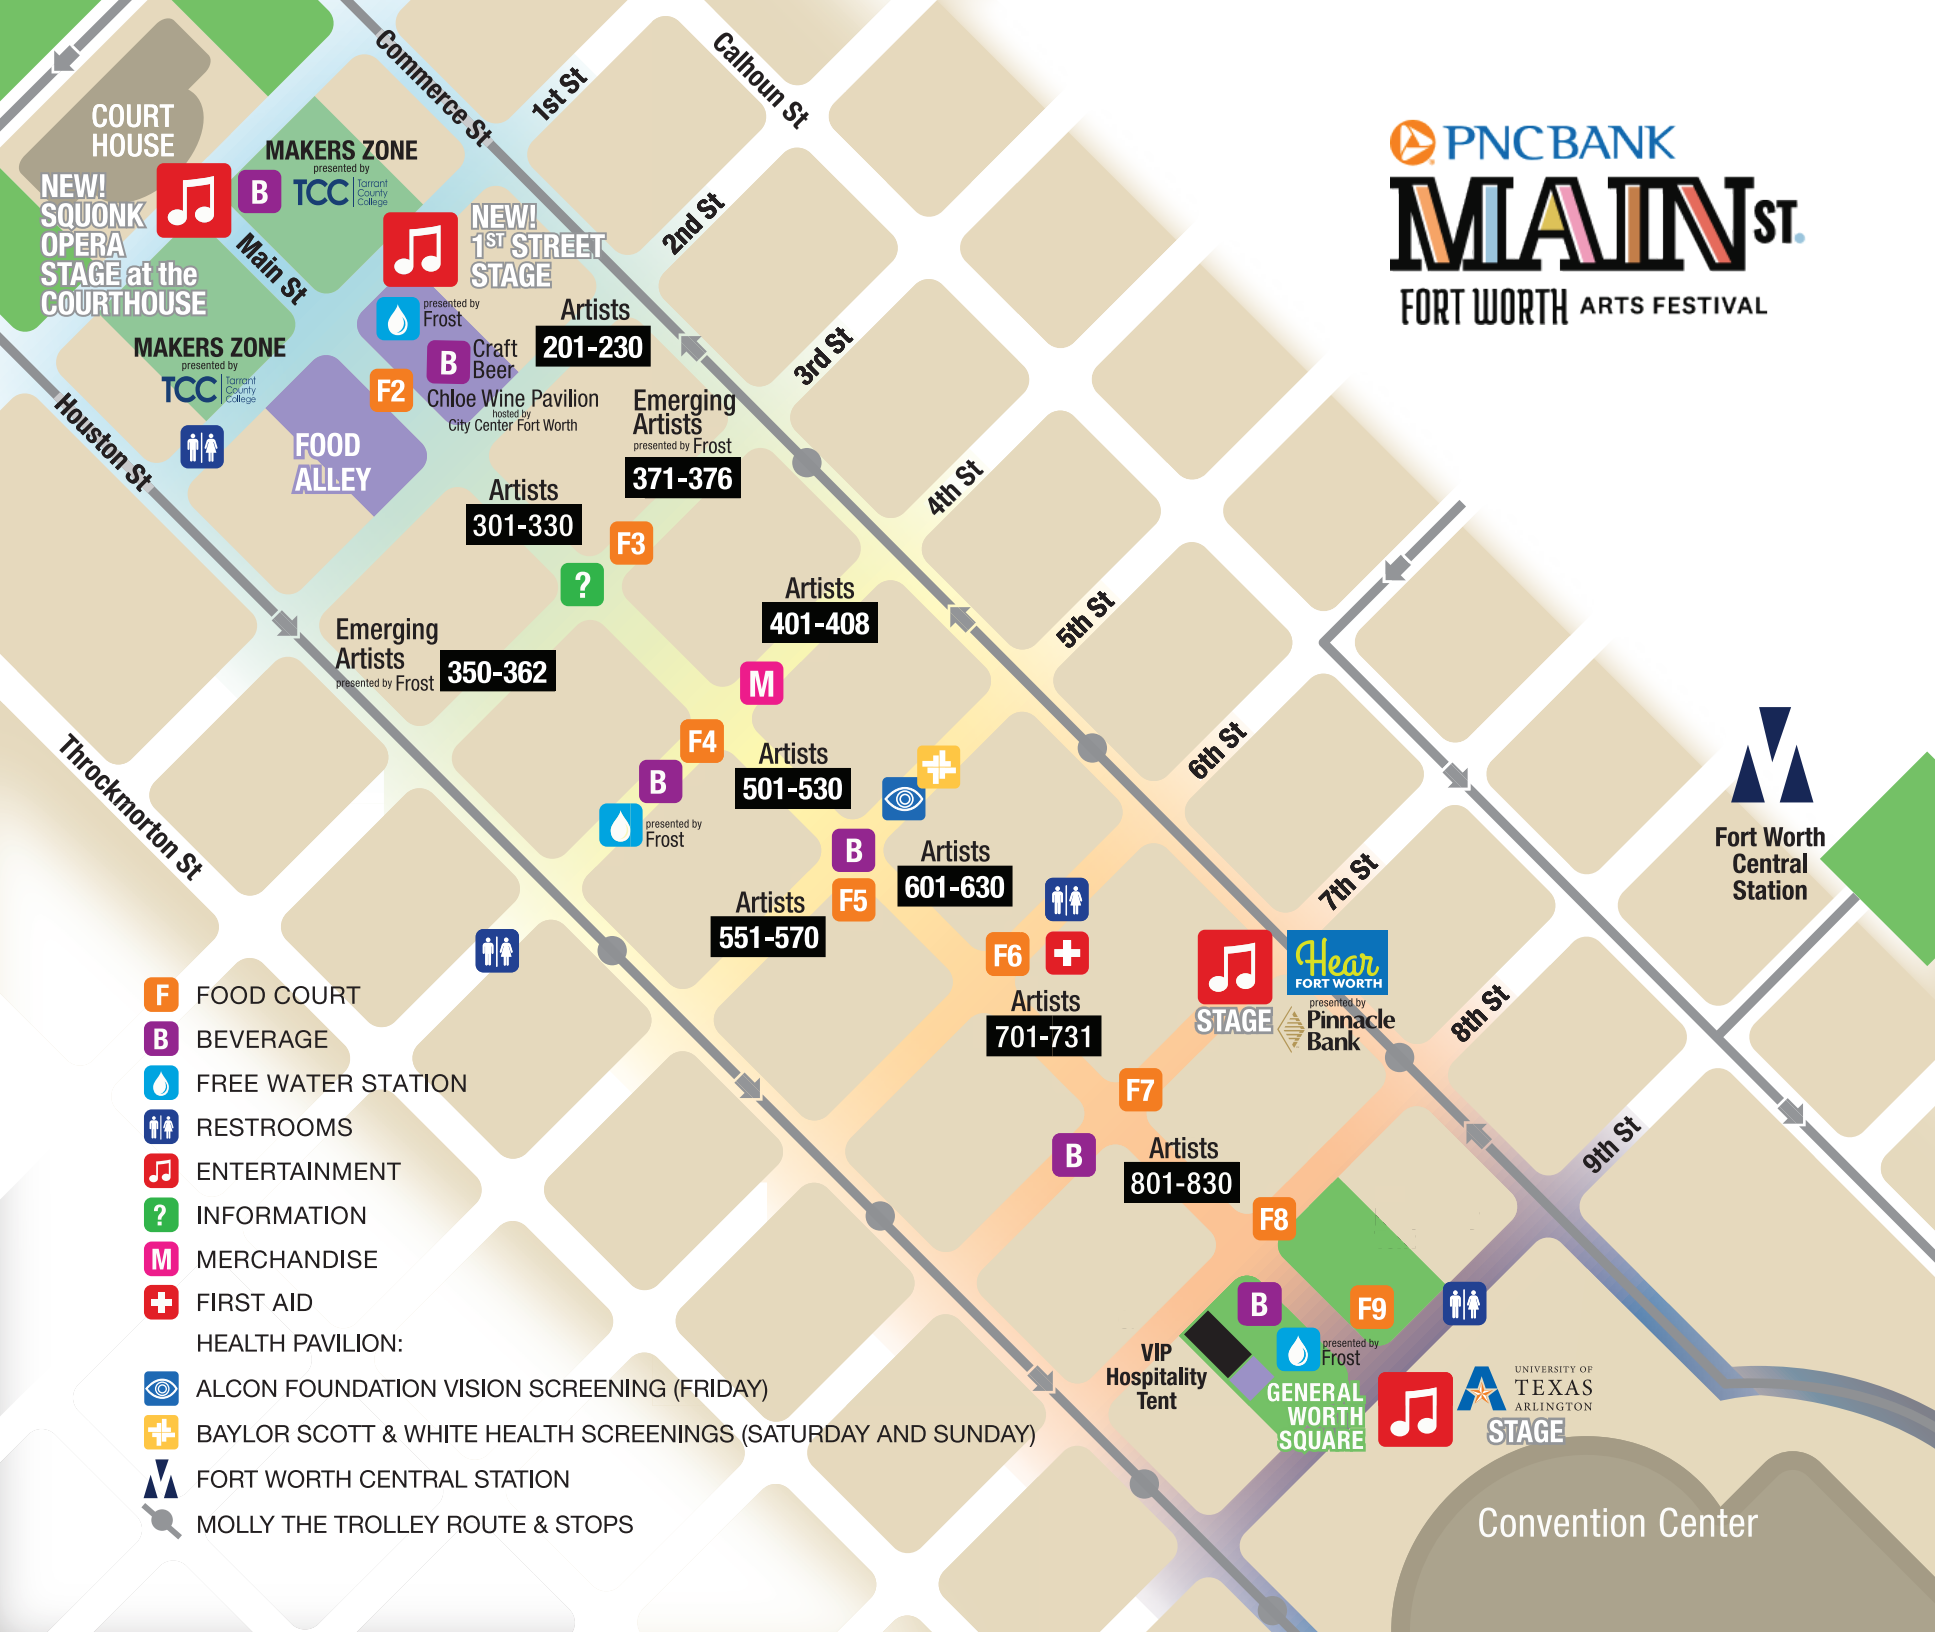 Commerce St
1st St
Calhoun St
COURT
HOUSE
MAKERS ZONE
presented by
TCC Tarrant
County
College
B
NEW!
SQUONK
OPERA
STAGE at the
COURTHOUSE
Main St
NEW!
1ST STREET
STAGE
2nd St
PNC BANK
MAIN ST.
FORT WORTH ARTS FESTIVAL
presented by
Frost
Artists
201-230
B
Craft
Beer
MAKERS ZONE
presented by
TCC Tarrant
County
College
F2
Chloe Wine Pavilion
hosted by
City Center Fort Worth
3rd St
Houston St
FOOD
ALLEY
Emerging
Artists
presented by Frost
371-376
4th St
Artists
301-330
F3
?
Artists
401-408
5th St
Emerging
Artists
presented by Frost
350-362
M
F4
B
Artists
501-530
presented by
Frost
6th St
Throckmorton St
Fort Worth
Central
Station
B
F5
Artists
601-630
7th St
Artists
551-570
F6
Artists
701-731
STAGE
Hear
FORT WORTH
presented by
Pinnacle
Bank
8th St
F7
B
Artists
801-830
9th St
F8
B
F9
presented by
Frost
VIP
Hospitality
Tent
GENERAL
WORTH
SQUARE
A
UNIVERSITY OF
TEXAS
ARLINGTON
STAGE
Convention Center
F FOOD COURT
B BEVERAGE
FREE WATER STATION
RESTROOMS
ENTERTAINMENT
? INFORMATION
M MERCHANDISE
FIRST AID
HEALTH PAVILION:
ALCON FOUNDATION VISION SCREENING (FRIDAY)
BAYLOR SCOTT & WHITE HEALTH SCREENINGS (SATURDAY AND SUNDAY)
FORT WORTH CENTRAL STATION
MOLLY THE TROLLEY ROUTE & STOPS